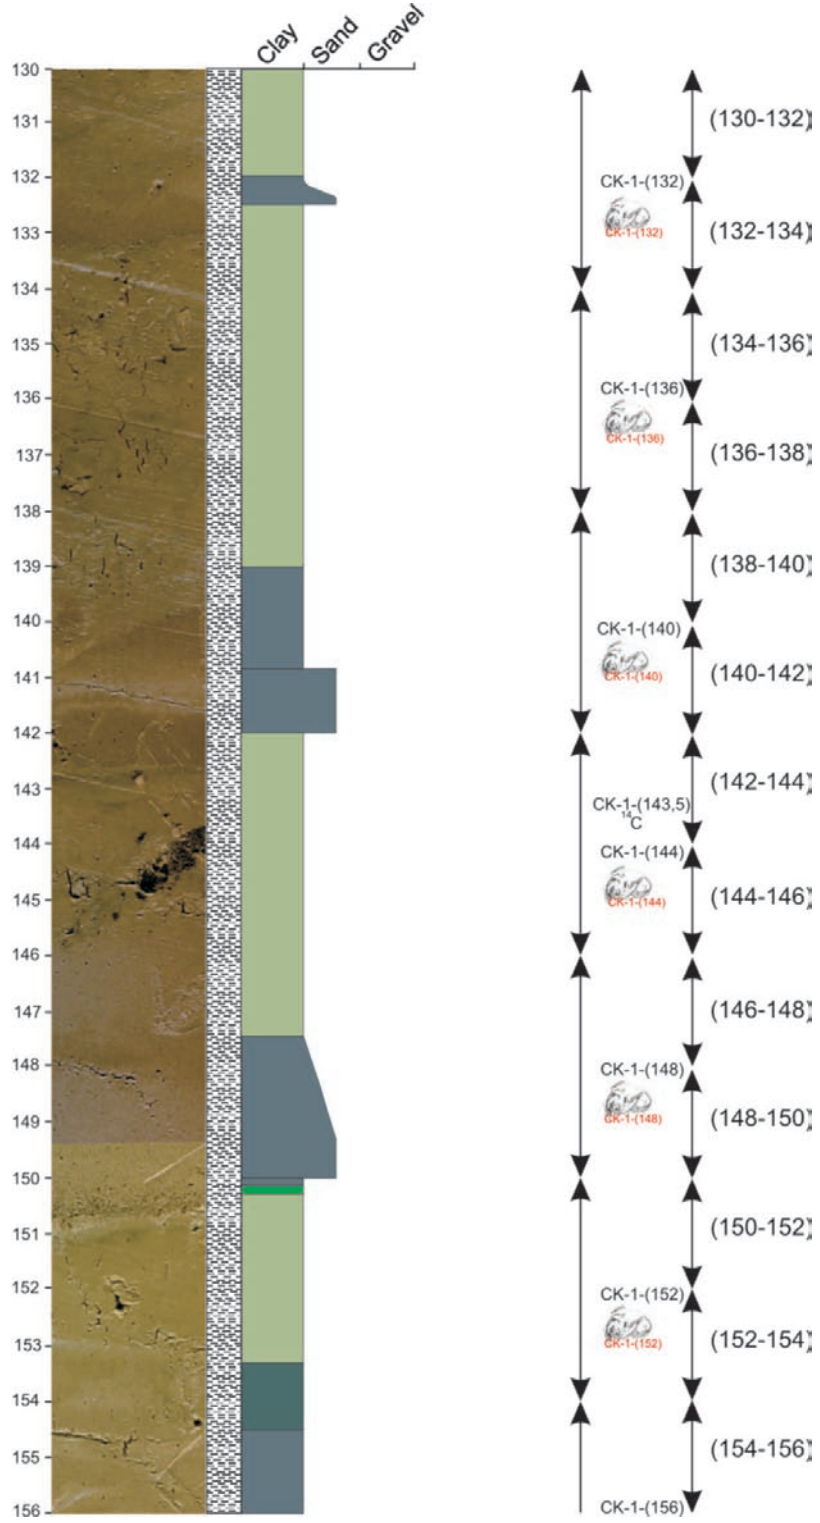 Clay Sand Gravel
130
131
132
133
134
135
136
137
138
139
140
141
142
143
144
145
146
147
148
149
150
151
152
153
154
155
156
CK-1-(132)
CK-1-(132)
CK-1-(136)
CK-1-(136)
CK-1-(140)
CK-1-(140)
CK-1-(143,5)
14C
CK-1-(144)
CK-1-(144)
CK-1-(148)
CK-1-(148)
CK-1-(152)
CK-1-(152)
CK-1-(156)
(130-132)
(132-134)
(134-136)
(136-138)
(138-140)
(140-142)
(142-144)
(144-146)
(146-148)
(148-150)
(150-152)
(152-154)
(154-156)